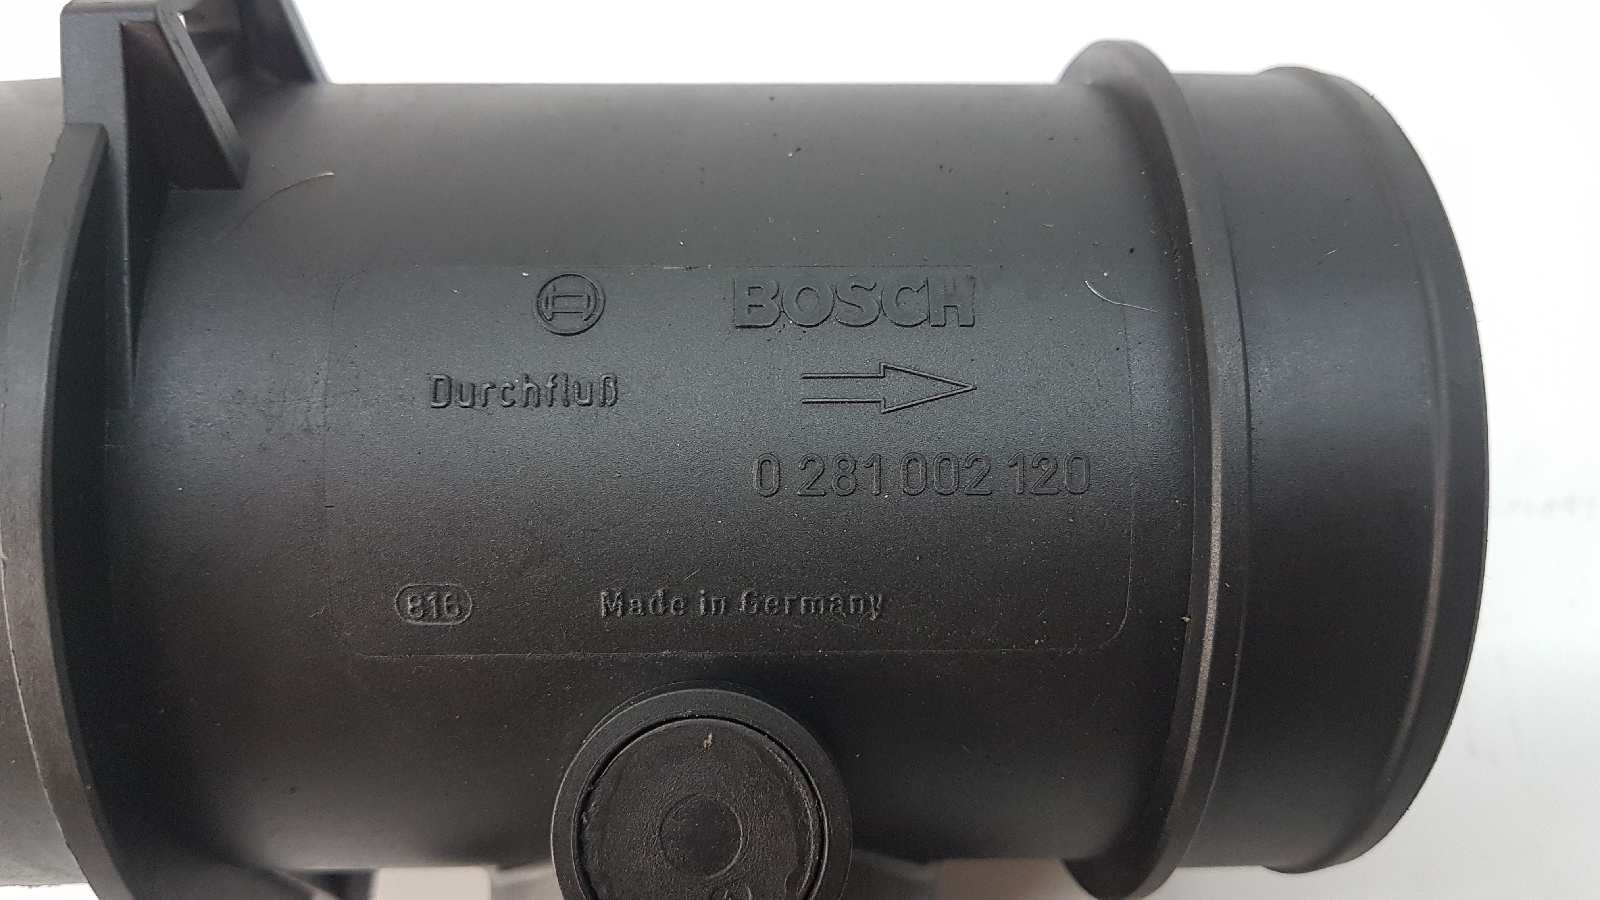 BOSCH
Durchfluß
0 281 002 120
816
Made in Germany